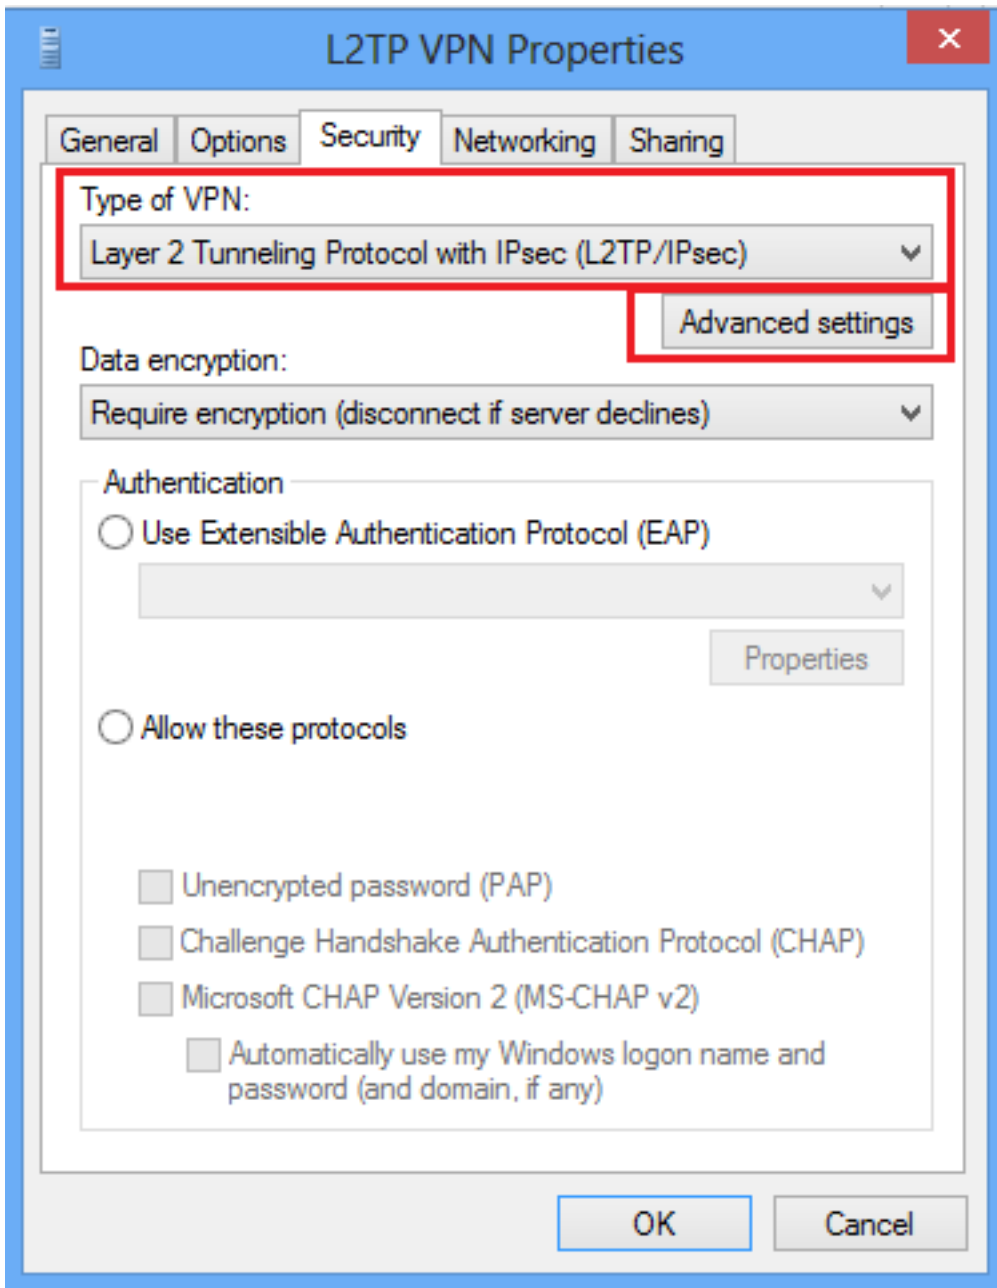 L2TP VPN Properties
General
Options
Security
Networking
Sharing
Type of VPN:
Layer 2 Tunneling Protocol with IPsec (L2TP/IPsec)
Advanced settings
Data encryption:
Require encryption (disconnect if server declines)
Authentication
Use Extensible Authentication Protocol (EAP)
Properties
Allow these protocols
Unencrypted password (PAP)
Challenge Handshake Authentication Protocol (CHAP)
Microsoft CHAP Version 2 (MS-CHAP v2)
Automatically use my Windows logon name and
password (and domain, if any)
OK
Cancel